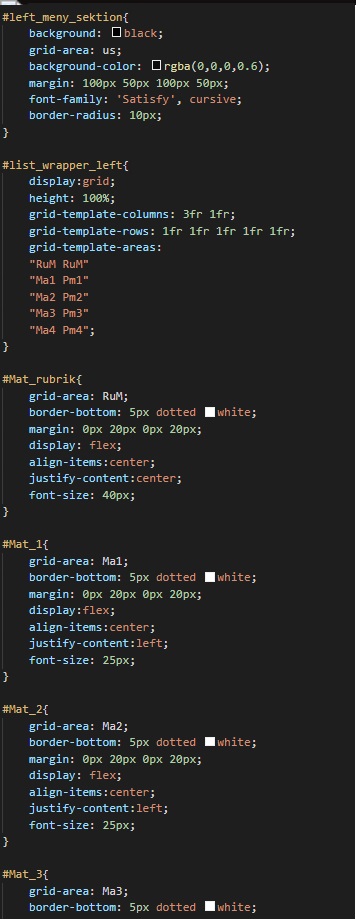 #left_meny_sektion{
background: black;
grid-area: us;
background-color: rgba(0,0,0,0.6);
margin: 100px 50px 100px 50px;
font-family: 'Satisfy', cursive;
border-radius: 10px;
}
#list_wrapper_left{
display:grid;
height: 100%;
grid-template-columns: 3fr 1fr;
grid-template-rows: 1fr 1fr 1fr 1fr 1fr;
grid-template-areas:
"RuM RuM"
"Ma1 Pm1"
"Ma2 Pm2"
"Ma3 Pm3"
"Ma4 Pm4";
}
#Mat_rubrik{
grid-area: RuM;
border-bottom: 5px dotted white;
margin: 0px 20px 0px 20px;
display: flex;
align-items:center;
justify-content:center;
font-size: 40px;
}
#Mat_1{
grid-area: Ma1;
border-bottom: 5px dotted white;
margin: 0px 20px 0px 20px;
display:flex;
align-items:center;
justify-content:left;
font-size: 25px;
}
#Mat_2{
grid-area: Ma2;
border-bottom: 5px dotted white;
margin: 0px 20px 0px 20px;
display: flex;
align-items:center;
justify-content:left;
font-size: 25px;
}
#Mat_3{
grid-area: Ma3;
border-bottom: 5px dotted white;